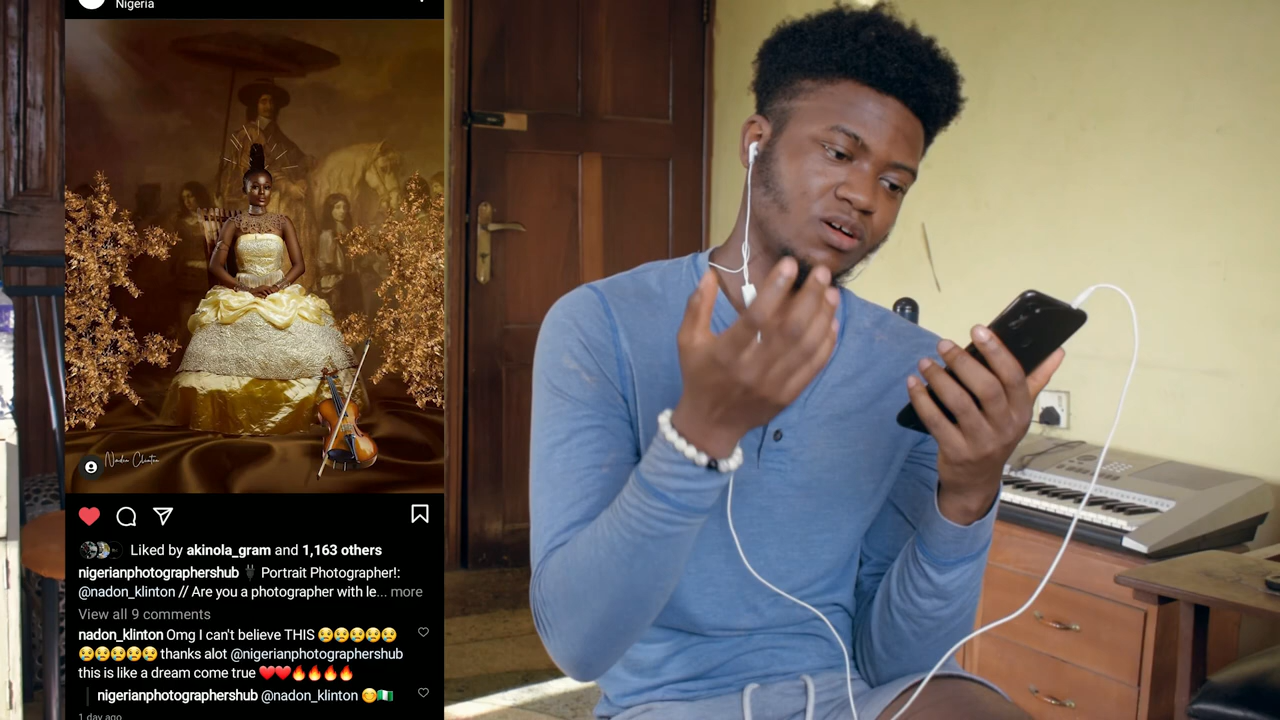 Nigeria
Nadon Clinton
Liked by akinola_gram and 1,163 others
nigerianphotographershub 🔌 Portrait Photographer!:
@nadon_klinton // Are you a photographer with le... more
View all 9 comments
nadon_klinton Omg I can't believe THIS 😢😢😢😢😢
😢😢😢😢😢 thanks alot @nigerianphotographershub
this is like a dream come true ❤️❤️🔥🔥🔥🔥
nigerianphotographershub @nadon_klinton 🤗🇳🇬
1 day ago